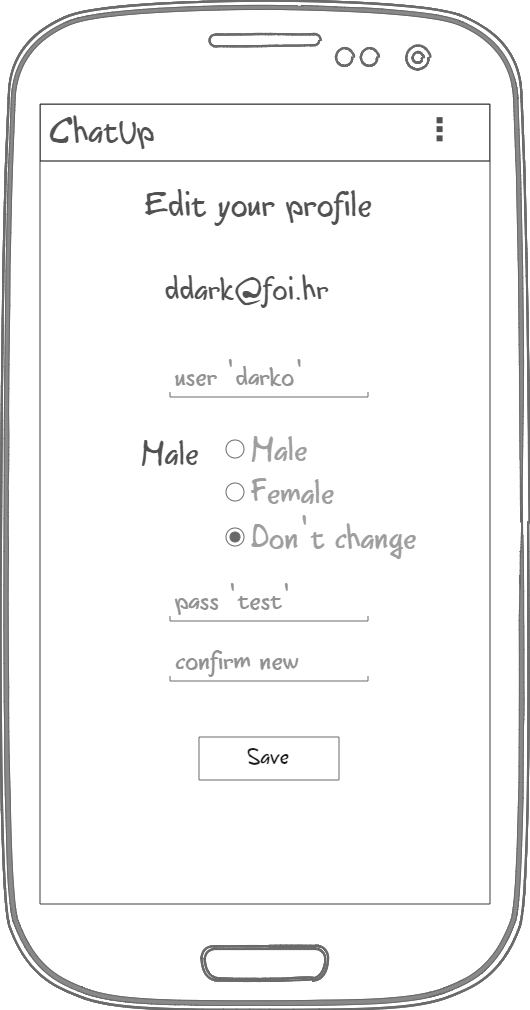 ChatUp
Edit your profile
ddark@foi.hr
user 'darko'
Male
Male
Female
Don't change
pass 'test'
confirm new
Save